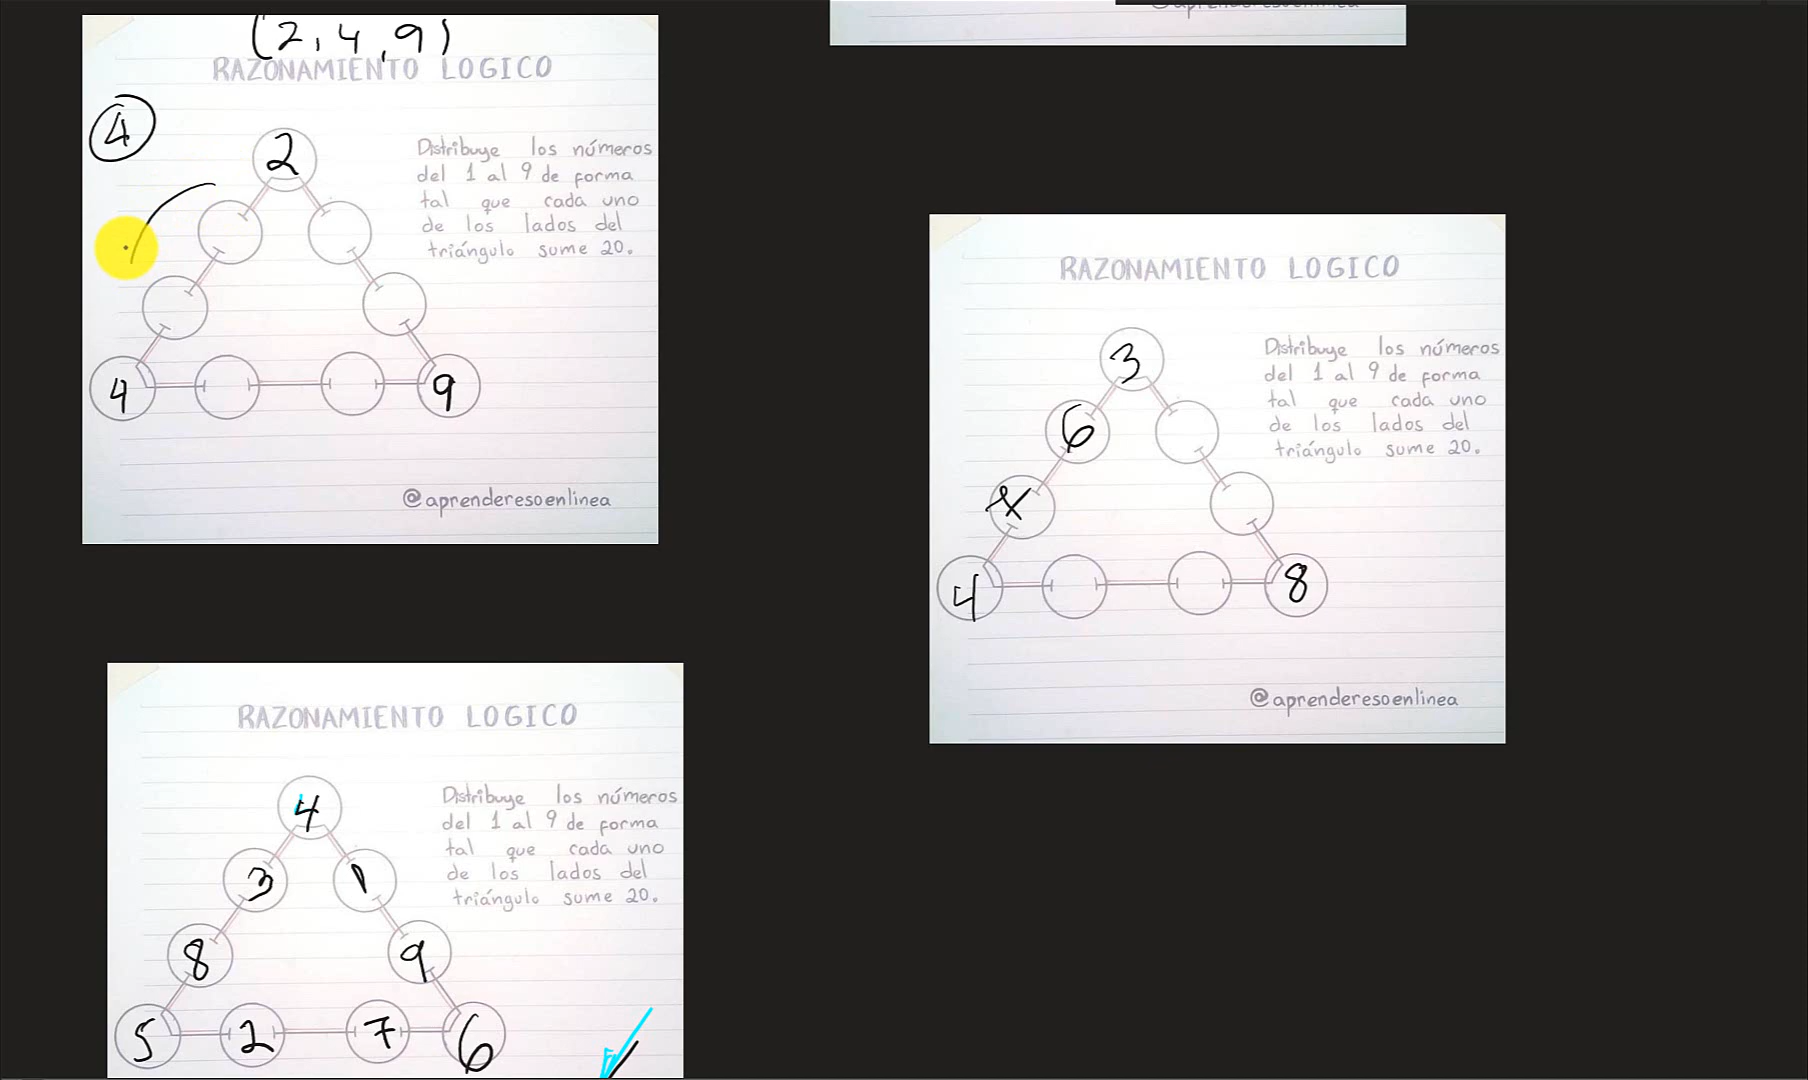 (2,4,9)
RAZONAMIENTO LOGICO
4
2
Distribuye los números
del 1 al 9 de forma
tal que cada uno
de los lados del
triángulo sume 20.
4
9
@aprenderesoenlinea
RAZONAMIENTO LOGICO
3
6
4
8
Distribuye los números
del 1 al 9 de forma
tal que cada uno
de los lados del
triángulo sume 20.
@aprenderesoenlinea
RAZONAMIENTO LOGICO
4
3 1
8 9
5 2 7 6
Distribuye los números
del 1 al 9 de forma
tal que cada uno
de los lados del
triángulo sume 20.